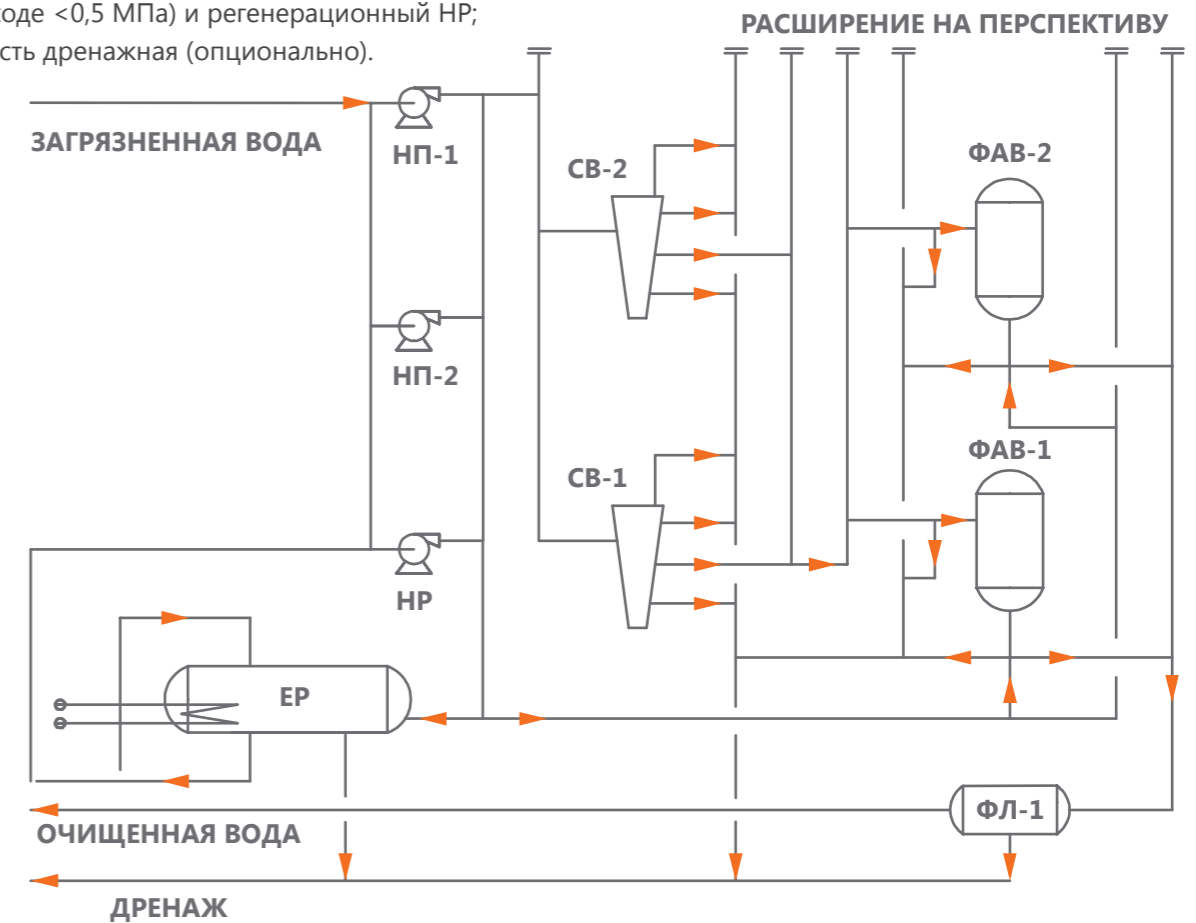 ходе <0,5 МПа) и регенерационный НР;
сть дренажная (опционально).
РАСШИРЕНИЕ НА ПЕРСПЕКТИВУ
ЗАГРЯЗНЕННАЯ ВОДА
НП-1
СВ-2
ФАВ-2
НП-2
ФАВ-1
СВ-1
НР
ЕР
ФЛ-1
ОЧИЩЕННАЯ ВОДА
ДРЕНАЖ